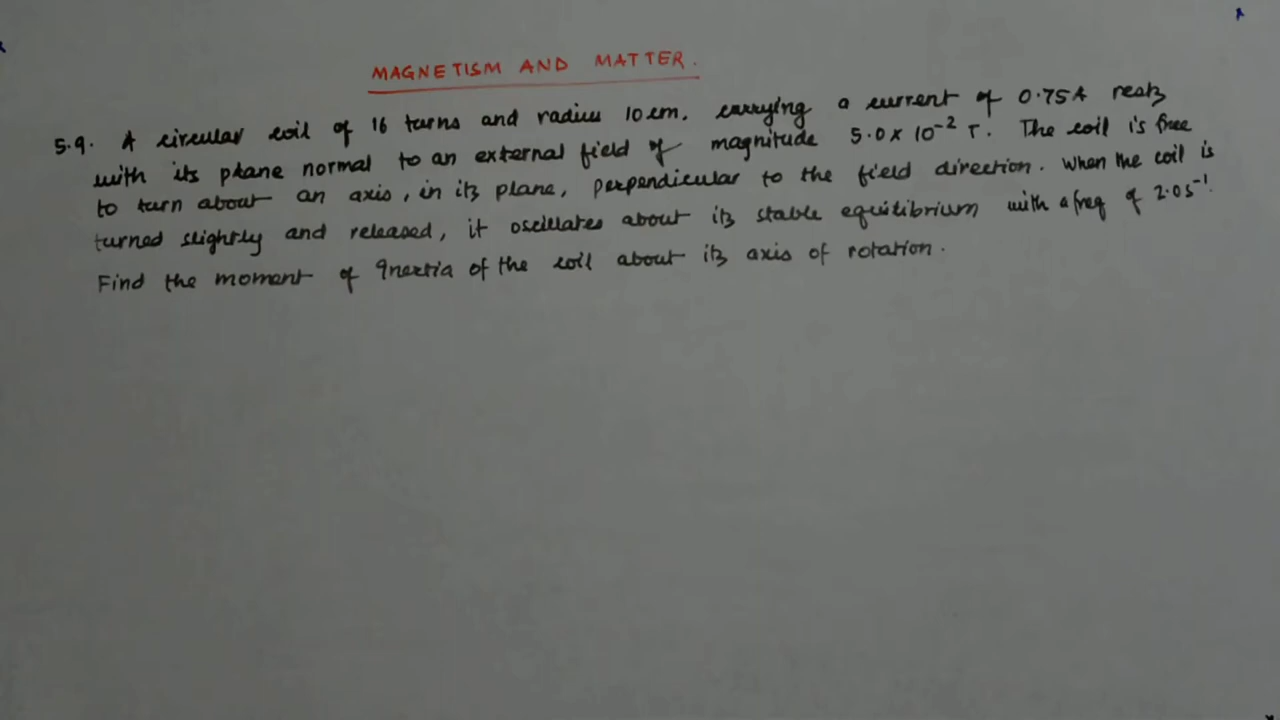 MAGNETISM AND MATTER.
5.9. A circular coil of 16 turns and radius 10 cm. carrying a current of 0.75A rests
with its plane normal to an external field of magnitude 5.0 x 10⁻² T. The coil is free
to turn about an axis, in its plane, perpendicular to the field direction. When the coil is
turned slightly and released, it oscillates about its stable equilibrium with a freq of 2.0s⁻¹.
Find the moment of Inertia of the coil about its axis of rotation.